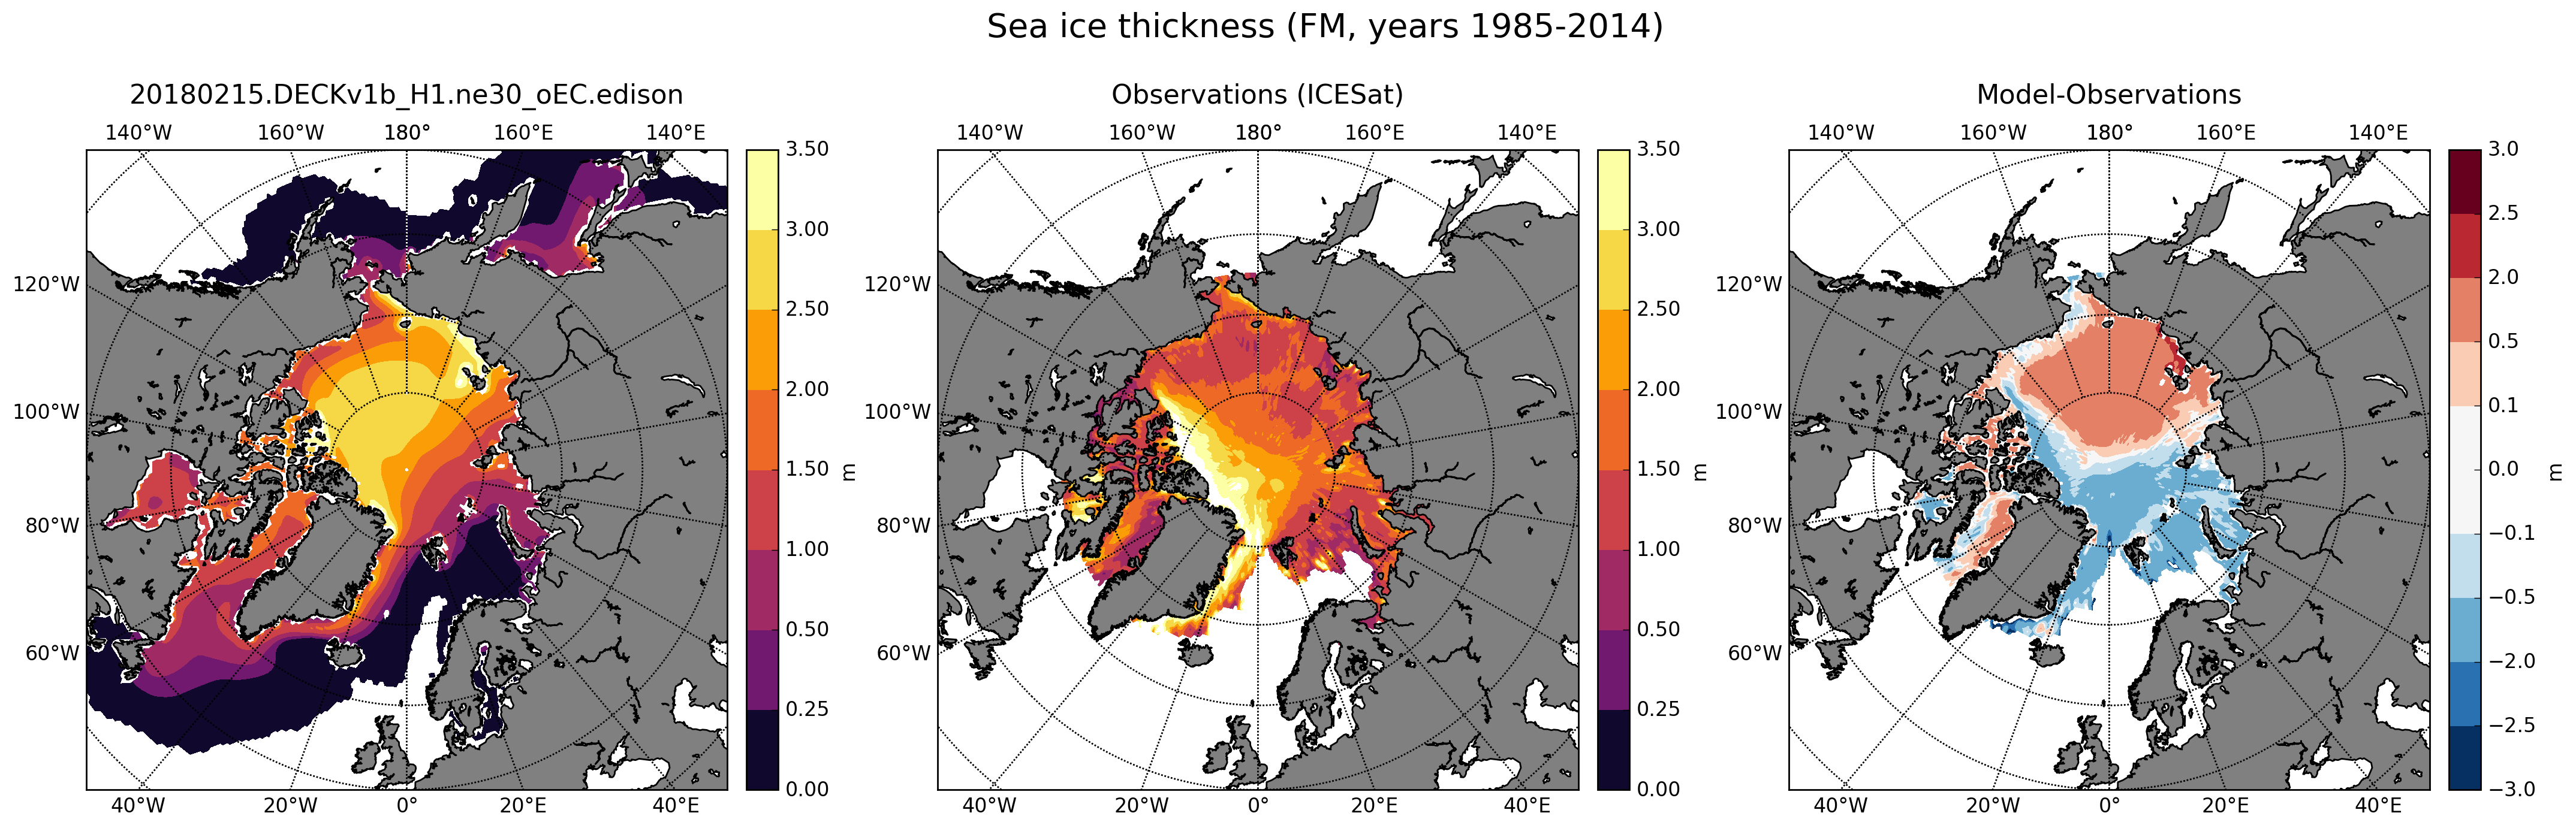 Sea ice thickness (FM, years 1985-2014)
20180215.DECKv1b_H1.ne30_oEC.edison
140°W 160°W 180° 160°E 140°E
120°W
100°W
80°W
60°W
40°W 20°W 0° 20°E 40°E
3.50
3.00
2.50
2.00
1.50
1.00
0.50
0.25
0.00
m
Observations (ICESat)
140°W 160°W 180° 160°E 140°E
120°W
100°W
80°W
60°W
40°W 20°W 0° 20°E 40°E
3.50
3.00
2.50
2.00
1.50
1.00
0.50
0.25
0.00
m
Model-Observations
140°W 160°W 180° 160°E 140°E
120°W
100°W
80°W
60°W
40°W 20°W 0° 20°E 40°E
3.0
2.5
2.0
0.5
0.1
0.0
−0.1
−0.5
−2.0
−2.5
−3.0
m